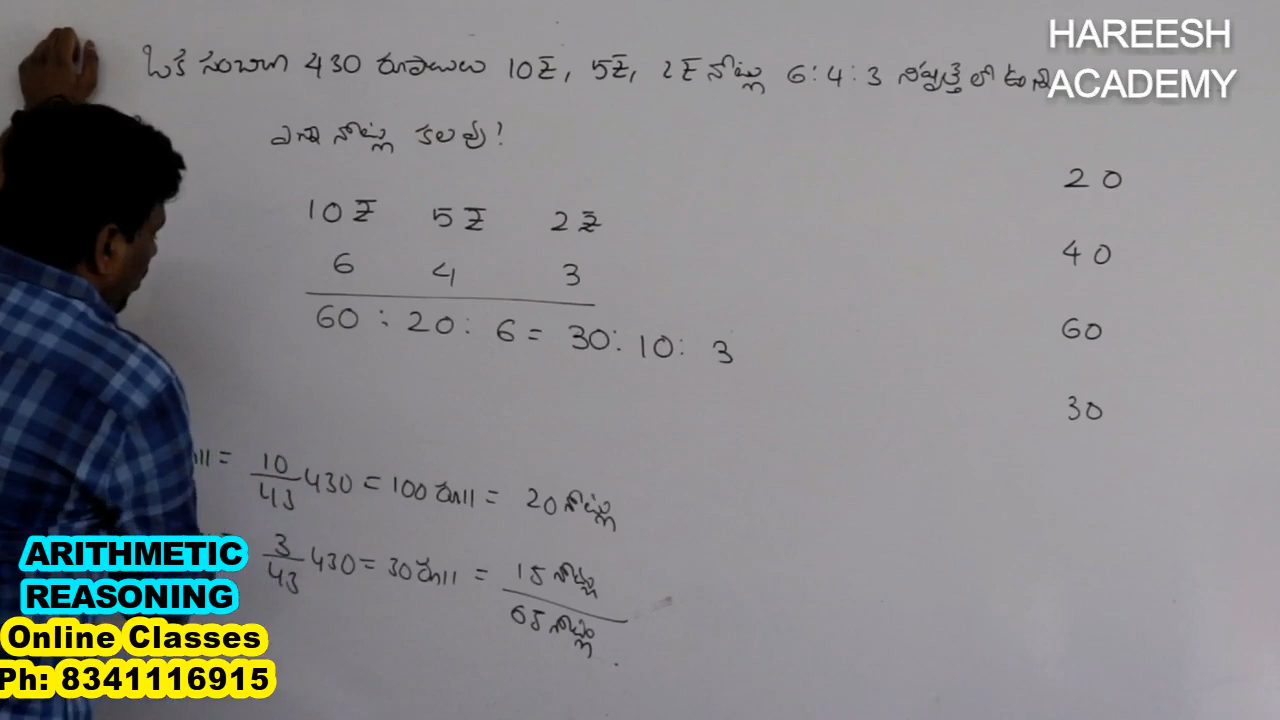 HAREESH
ACADEMY
ఒక సంచిలో 430 రూపాయలు 10₹, 5₹, 2₹ నోట్లు 6:4:3 నిష్పత్తిలో
ఎన్ని నోట్లు కలవు?
20
10₹ 5₹ 2₹
40
6 4 3
60 : 20 : 6 = 30 : 10 : 3
60
30
= 10/43 430 = 100 రూ॥ = 20 నోట్లు
3/43 430 = 30 రూ॥ = 15 నోట్లు
65 నోట్లు
ARITHMETIC
REASONING
Online Classes
Ph: 8341116915